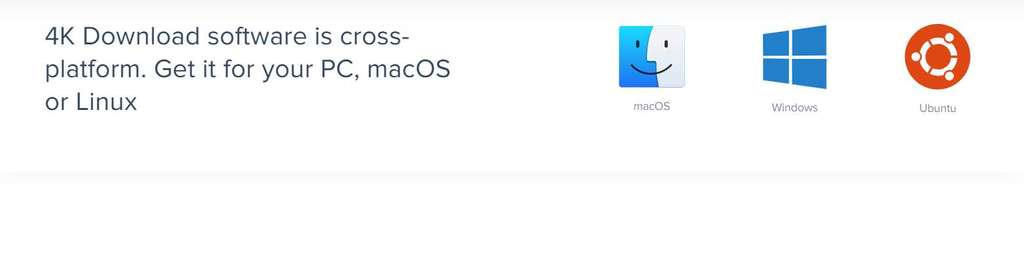 4K Download software is cross-
platform. Get it for your PC, macOS
or Linux
macOS
Windows
Ubuntu